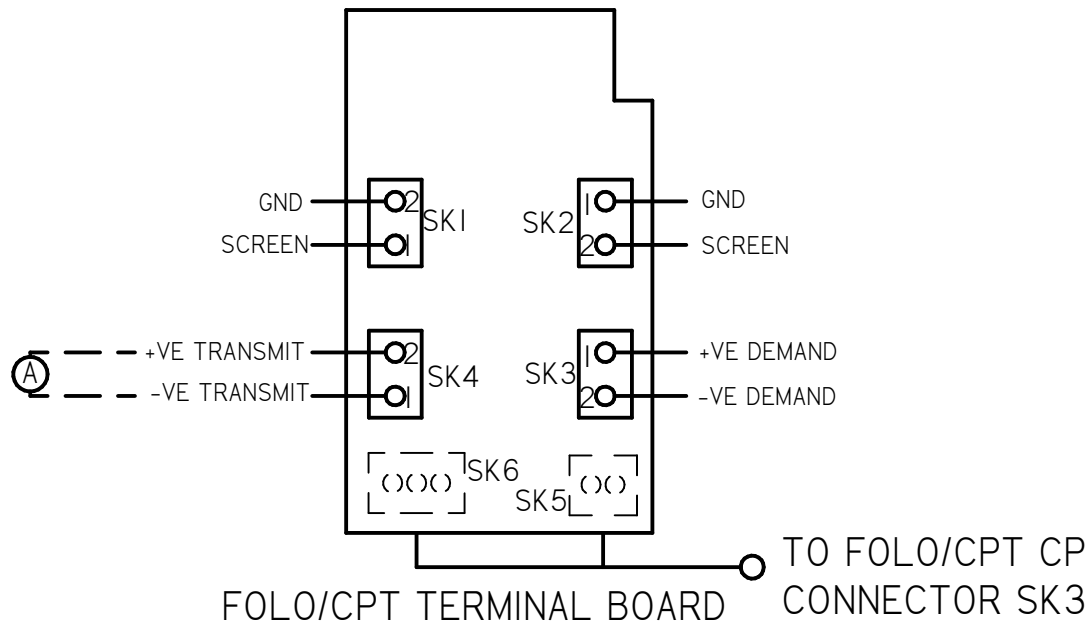 GND 2 1 GND
SK1 SK2
SCREEN 1 2 SCREEN
+VE TRANSMIT 2 1 +VE DEMAND
A SK4 SK3
-VE TRANSMIT 1 2 -VE DEMAND
SK6
SK5
TO FOLO/CPT CP
FOLO/CPT TERMINAL BOARD CONNECTOR SK3